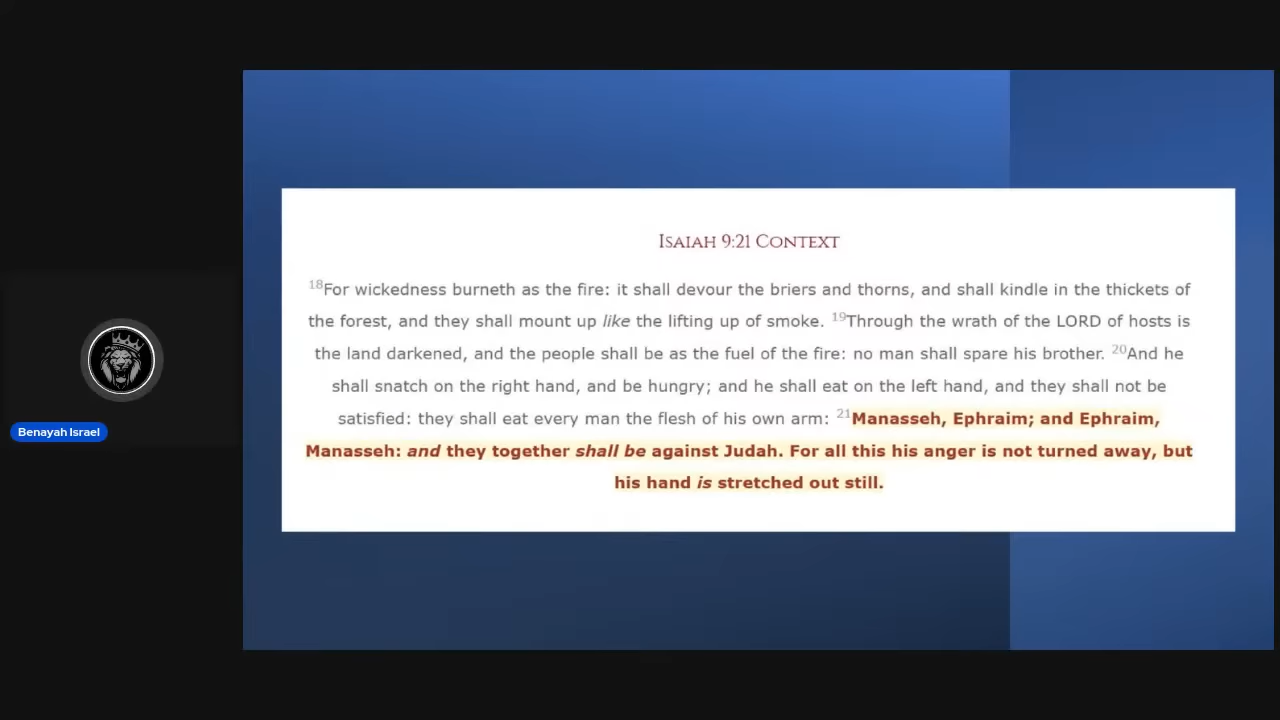 Isaiah 9:21 Context
18For wickedness burneth as the fire: it shall devour the briers and thorns, and shall kindle in the thickets of
the forest, and they shall mount up like the lifting up of smoke. 19Through the wrath of the LORD of hosts is
the land darkened, and the people shall be as the fuel of the fire: no man shall spare his brother. 20And he
shall snatch on the right hand, and be hungry; and he shall eat on the left hand, and they shall not be
satisfied: they shall eat every man the flesh of his own arm: 21Manasseh, Ephraim; and Ephraim,
Manasseh: and they together shall be against Judah. For all this his anger is not turned away, but
his hand is stretched out still.
Benayah Israel